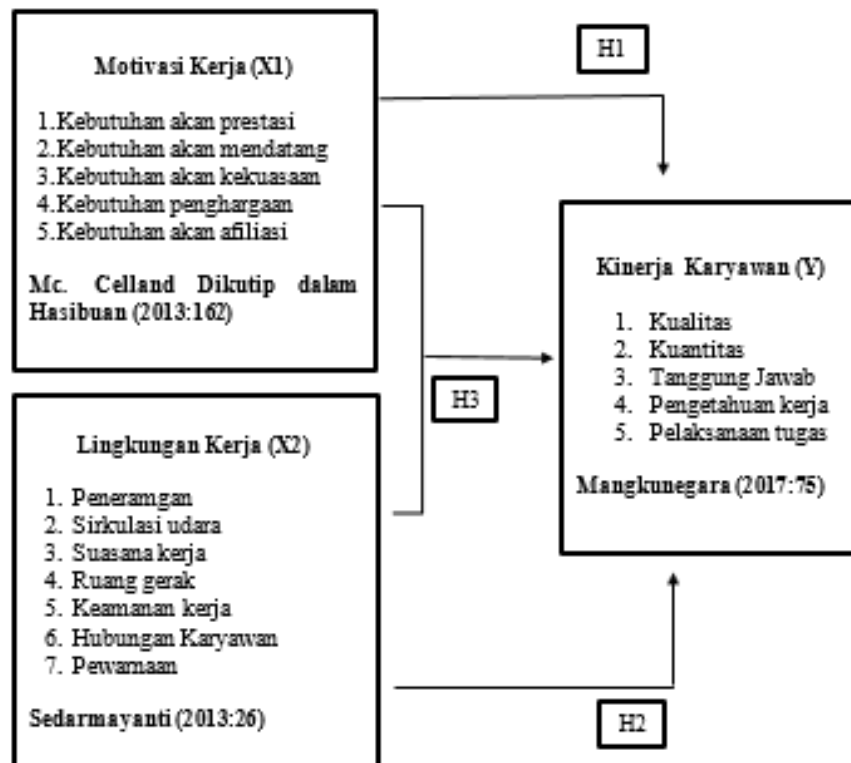 Motivasi Kerja (X1)
1.Kebutuhan akan prestasi
2.Kebutuhan akan mendatang
3.Kebutuhan akan kekuasaan
4.Kebutuhan penghargaan
5.Kebutuhan akan afiliasi
Mc. Celland Dikutip dalam
Hasibuan (2013:162)
H1
Lingkungan Kerja (X2)
1. Peneramgan
2. Sirkulasi udara
3. Suasana kerja
4. Ruang gerak
5. Keamanan kerja
6. Hubungan Karyawan
7. Pewarnaan
Sedarmayanti (2013:26)
H3
H2
Kinerja Karyawan (Y)
1. Kualitas
2. Kuantitas
3. Tanggung Jawab
4. Pengetahuan kerja
5. Pelaksanaan tugas
Mangkunegara (2017:75)